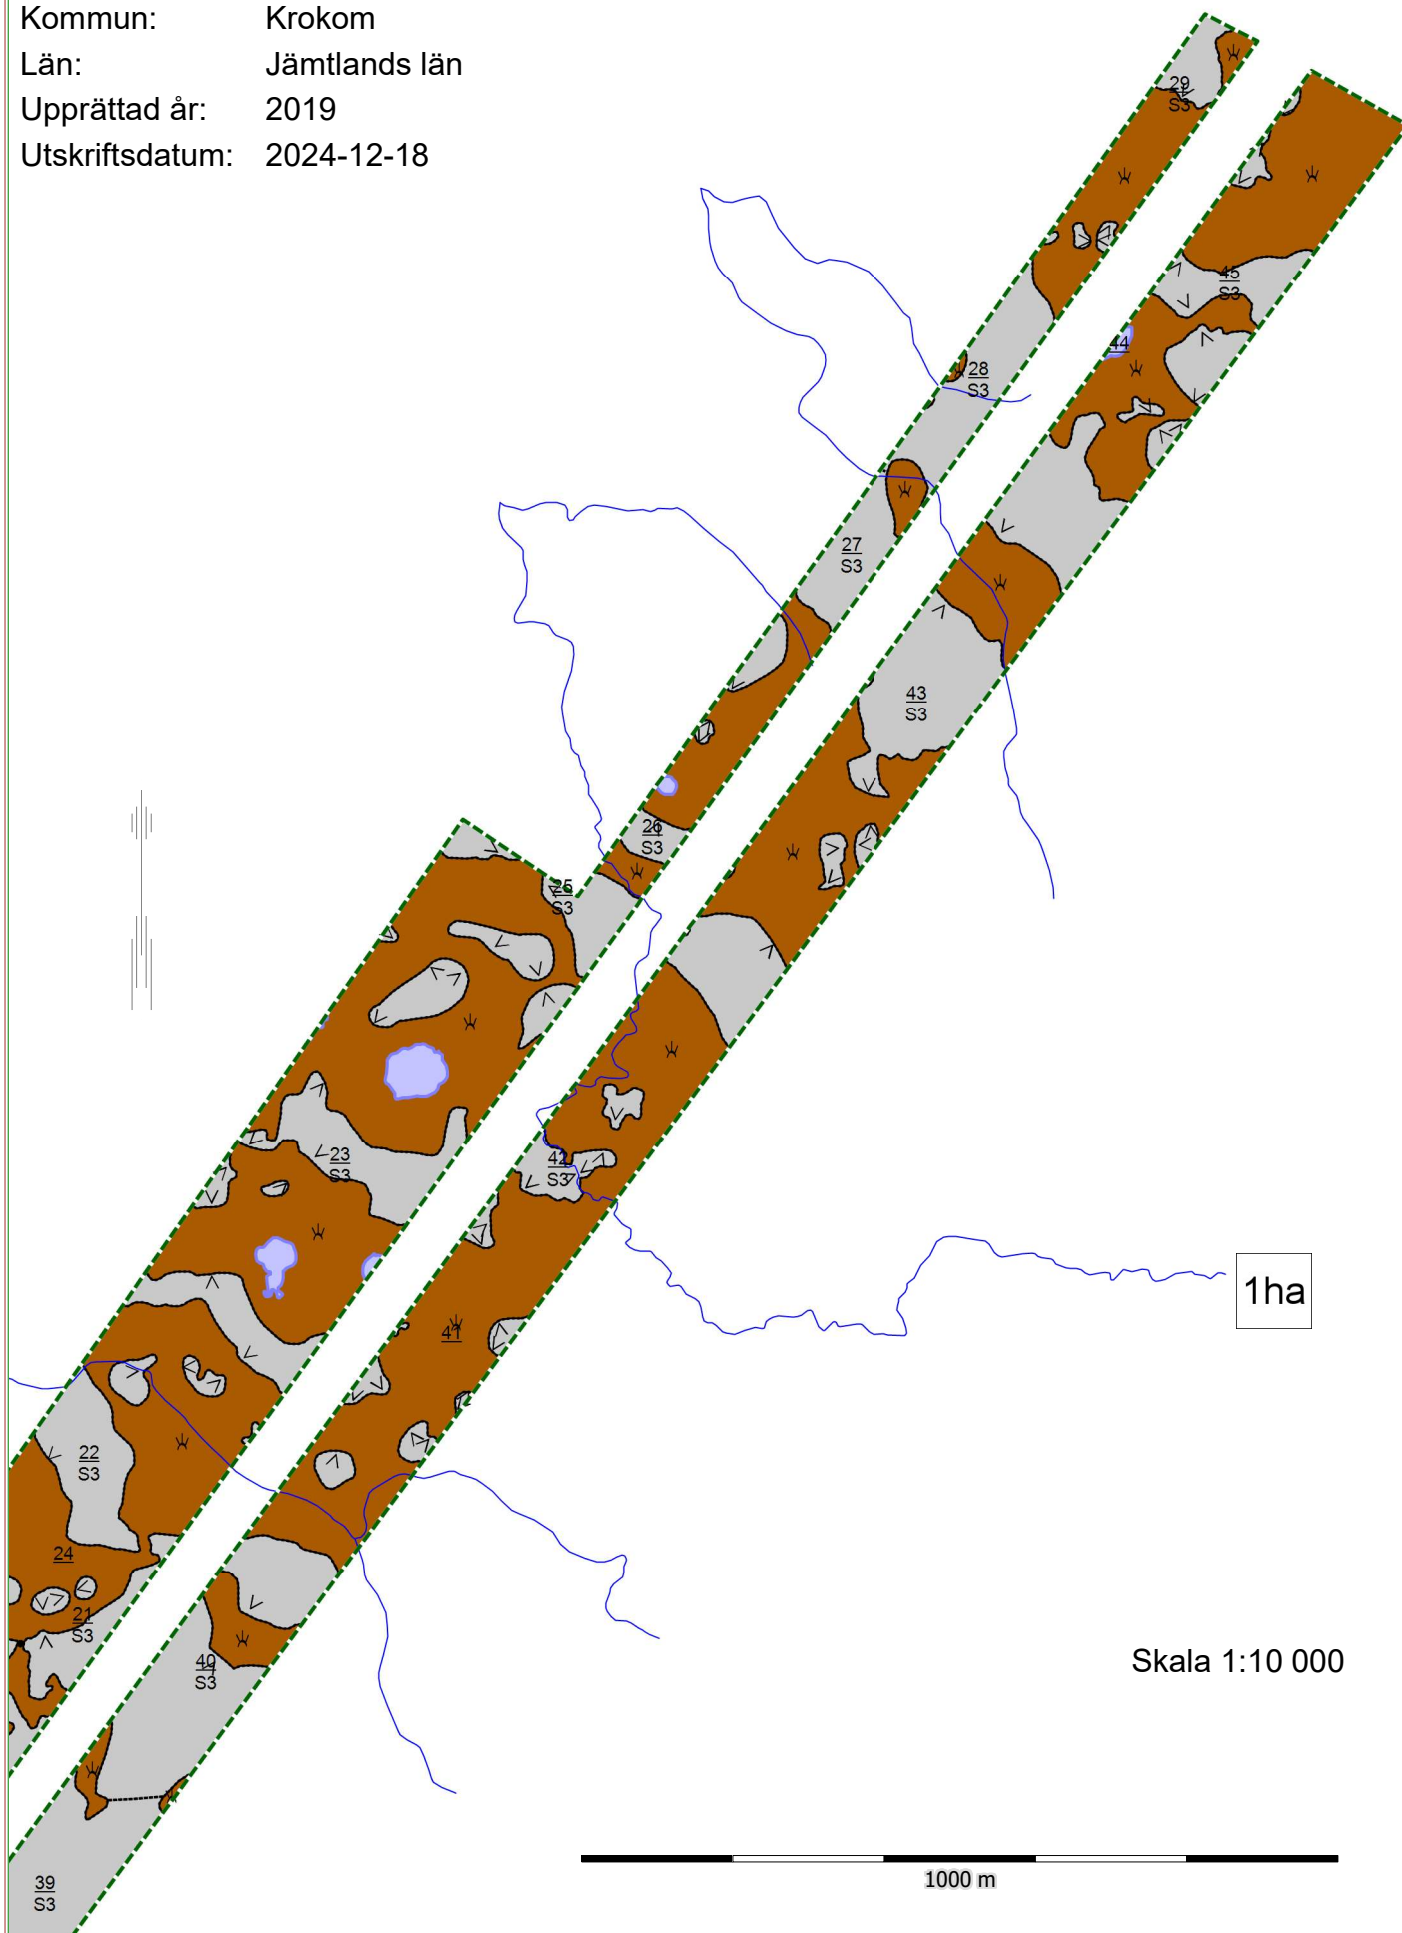 Kommun: Krokom
Län: Jämtlands län
Upprättad år: 2019
Utskriftsdatum: 2024-12-18
29
S3
45
S3
44
28
S3
27
S3
43
S3
26
S3
25
S3
23
S3
42
S3
1ha
41
22
S3
24
21
S3
40
S3
Skala 1:10 000
1000 m
39
S3